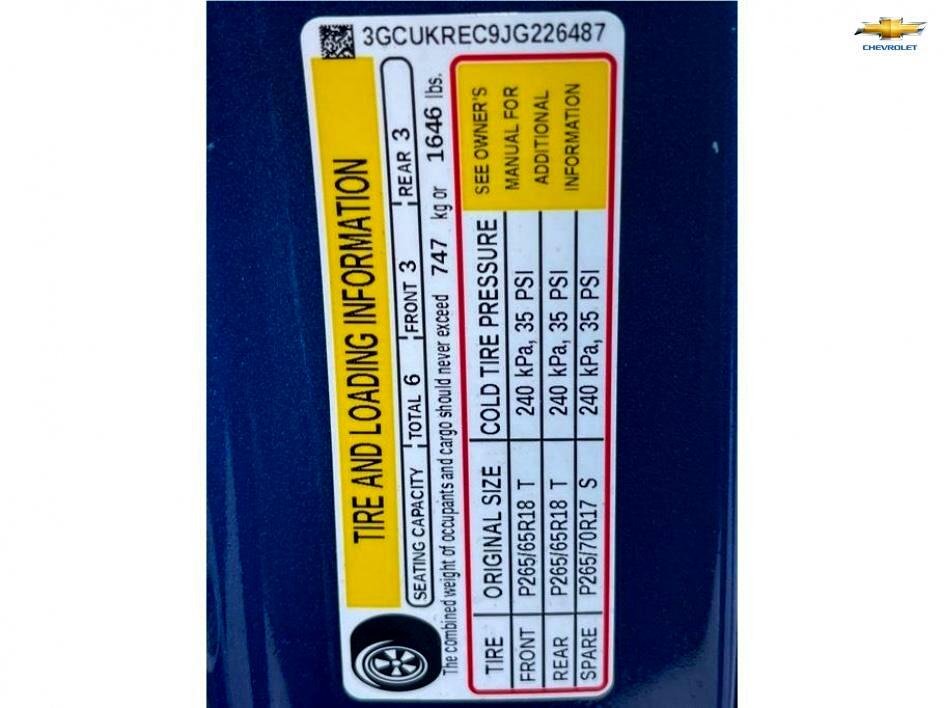 3GCUKREC9JG226487
CHEVROLET
TIRE AND LOADING INFORMATION
SEATING CAPACITY TOTAL 6 FRONT 3 REAR 3
The combined weight of occupants and cargo should never exceed 747 kg or 1646 lbs.
TIRE ORIGINAL SIZE COLD TIRE PRESSURE
FRONT P265/65R18 T 240 kPa, 35 PSI
REAR P265/65R18 T 240 kPa, 35 PSI
SPARE P265/70R17 S 240 kPa, 35 PSI
SEE OWNER'S
MANUAL FOR
ADDITIONAL
INFORMATION